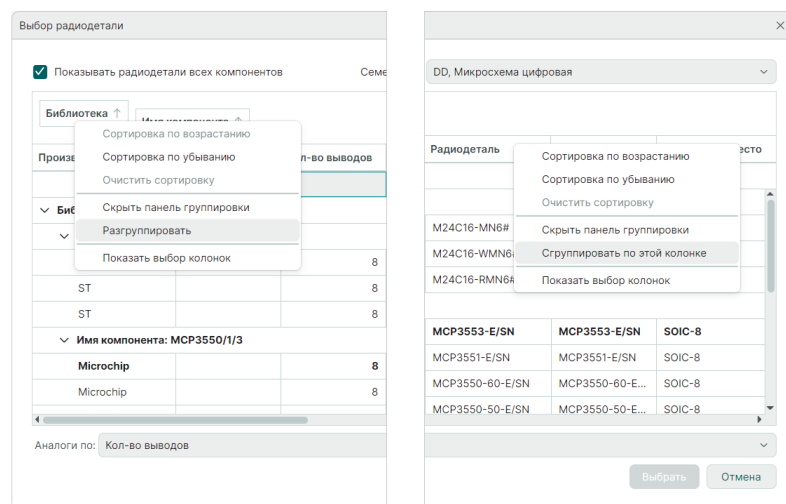 Выбор радиодетали
Показывать радиодетали всех компонентов
Семе
Библиотека
Имя компонента
Сортировка по возрастанию
Произв
Сортировка по убыванию
л-во выводов
Очистить сортировку
Скрыть панель группировки
Биб
Разгруппировать
Показать выбор колонок
8
ST
8
ST
8
Имя компонента: MCP3550/1/3
Microchip
8
Microchip
8
Аналоги по:
Кол-во выводов
DD, Микросхема цифровая
Радиодеталь
есто
Сортировка по возрастанию
Сортировка по убыванию
Очистить сортировку
M24C16-MN6#
Скрыть панель группировки
M24C16-WMN6#
Сгруппировать по этой колонке
M24C16-RMN6#
Показать выбор колонок
MCP3553-E/SN
MCP3553-E/SN
SOIC-8
MCP3551-E/SN
MCP3551-E/SN
SOIC-8
MCP3550-60-E/SN
MCP3550-60-E...
SOIC-8
MCP3550-50-E/SN
MCP3550-50-E...
SOIC-8
Выбрать
Отмена